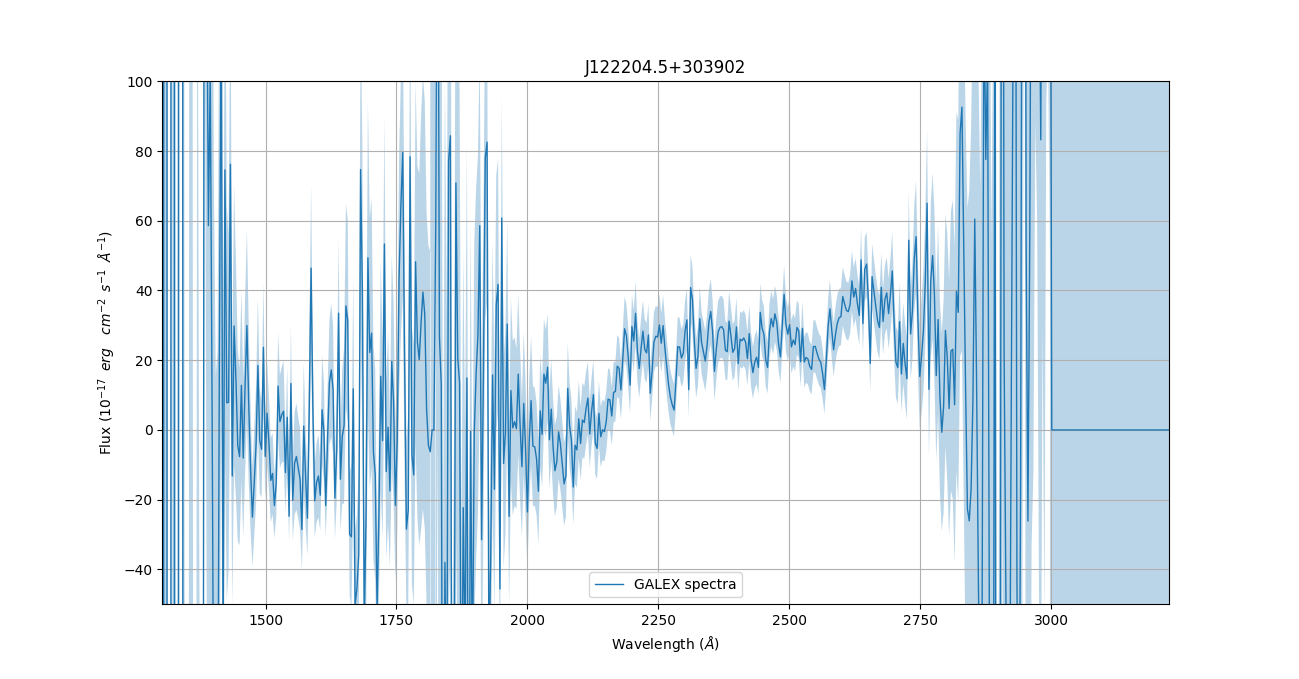 J122204.5+303902
100
80
60
40
20
0
−20
−40
Flux (10⁻¹⁷ erg cm⁻² s⁻¹ Å⁻¹)
GALEX spectra
1500 1750 2000 2250 2500 2750 3000
Wavelength (Å)